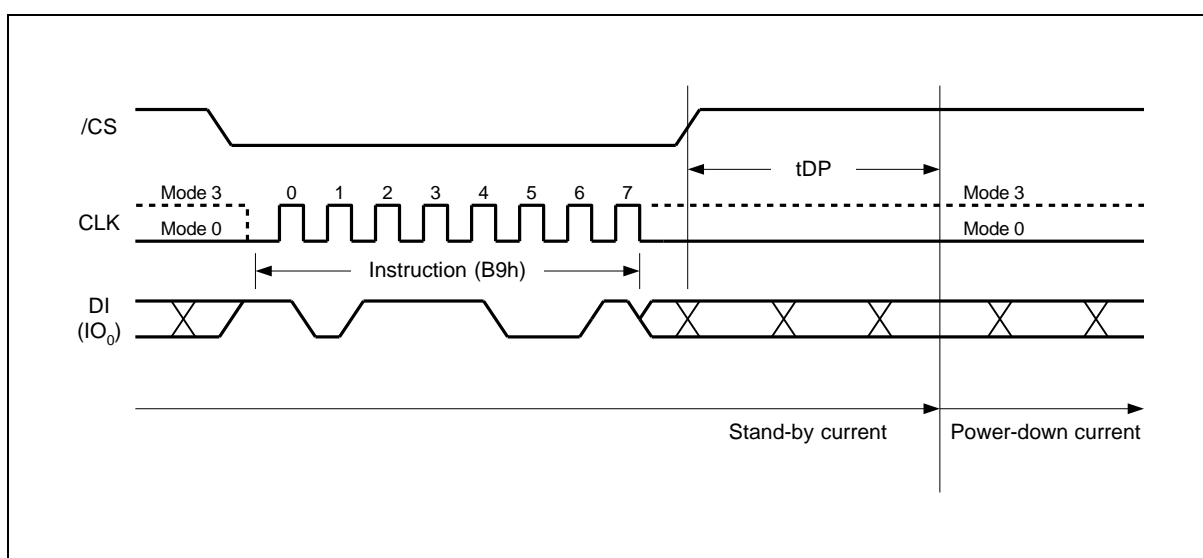 /CS
tDP
Mode 3 0 1 2 3 4 5 6 7 Mode 3
CLK
Mode 0 Mode 0
Instruction (B9h)
DI
(IO0)
Stand-by current Power-down current